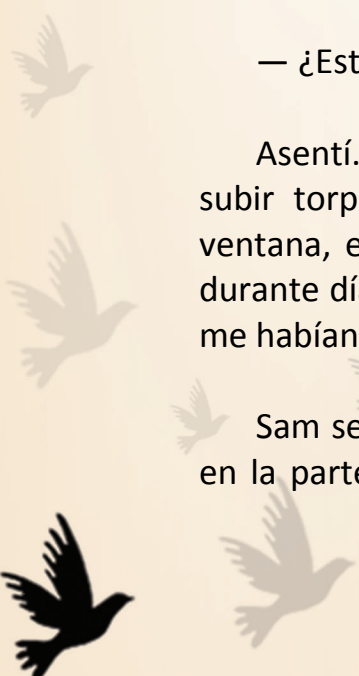 — ¿Est
Asentí.
subir torp
ventana, e
durante dí
me habían
Sam se
en la parte